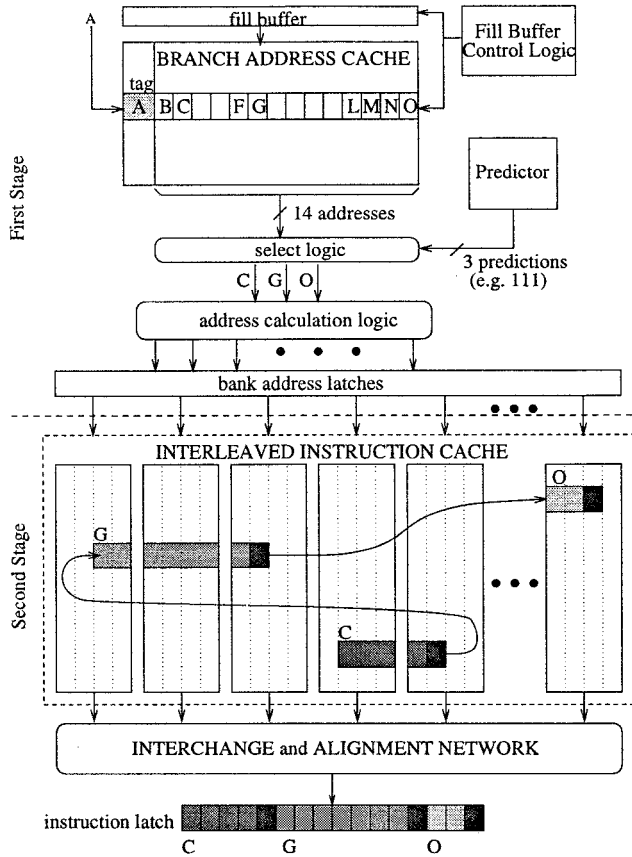 fill buffer
A
Fill Buffer
Control Logic
BRANCH ADDRESS CACHE
tag
A B C F G L M N O
First Stage
Predictor
14 addresses
select logic
3 predictions
(e.g. 111)
C G O
address calculation logic
bank address latches
INTERLEAVED INSTRUCTION CACHE
O
G
Second Stage
C
INTERCHANGE and ALIGNMENT NETWORK
instruction latch
C G O